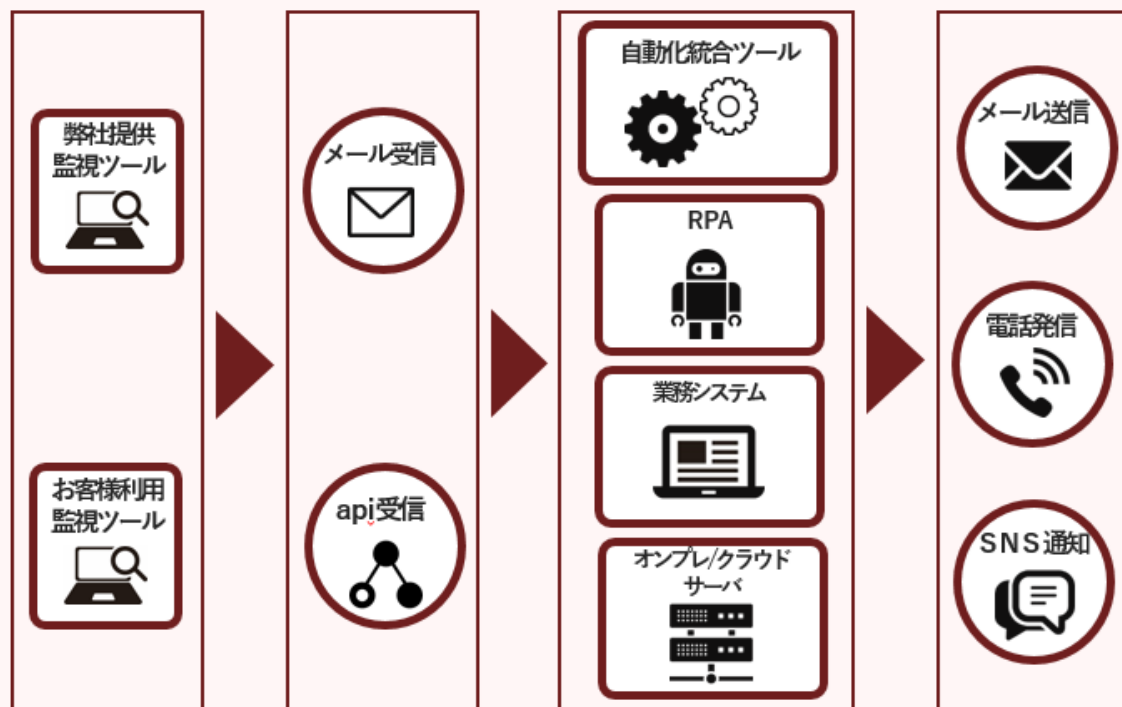 弊社提供
監視ツール
お客様利用
監視ツール
メール受信
api受信
自動化統合ツール
RPA
業務システム
オンプレ/クラウド
サーバ
メール送信
電話発信
SNS通知